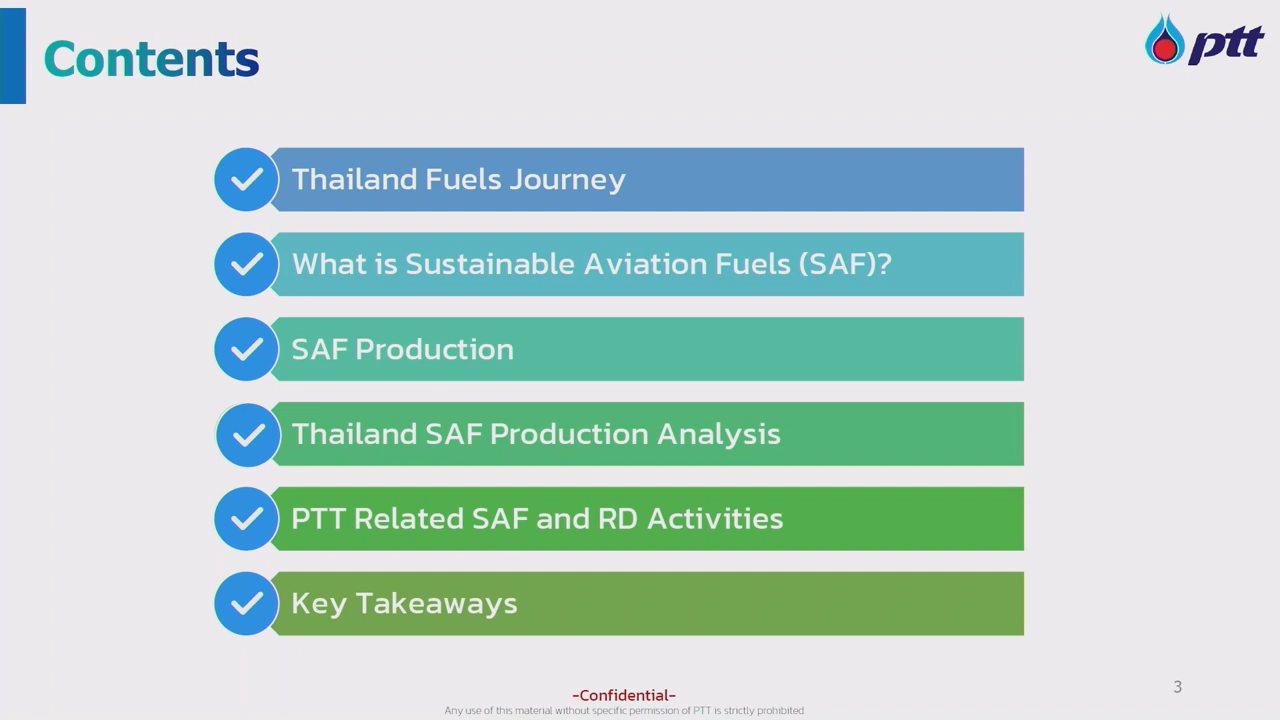 Contents
ptt
Thailand Fuels Journey
What is Sustainable Aviation Fuels (SAF)?
SAF Production
Thailand SAF Production Analysis
PTT Related SAF and RD Activities
Key Takeaways
-Confidential-
Any use of this material without specific permission of PTT is strictly prohibited
3